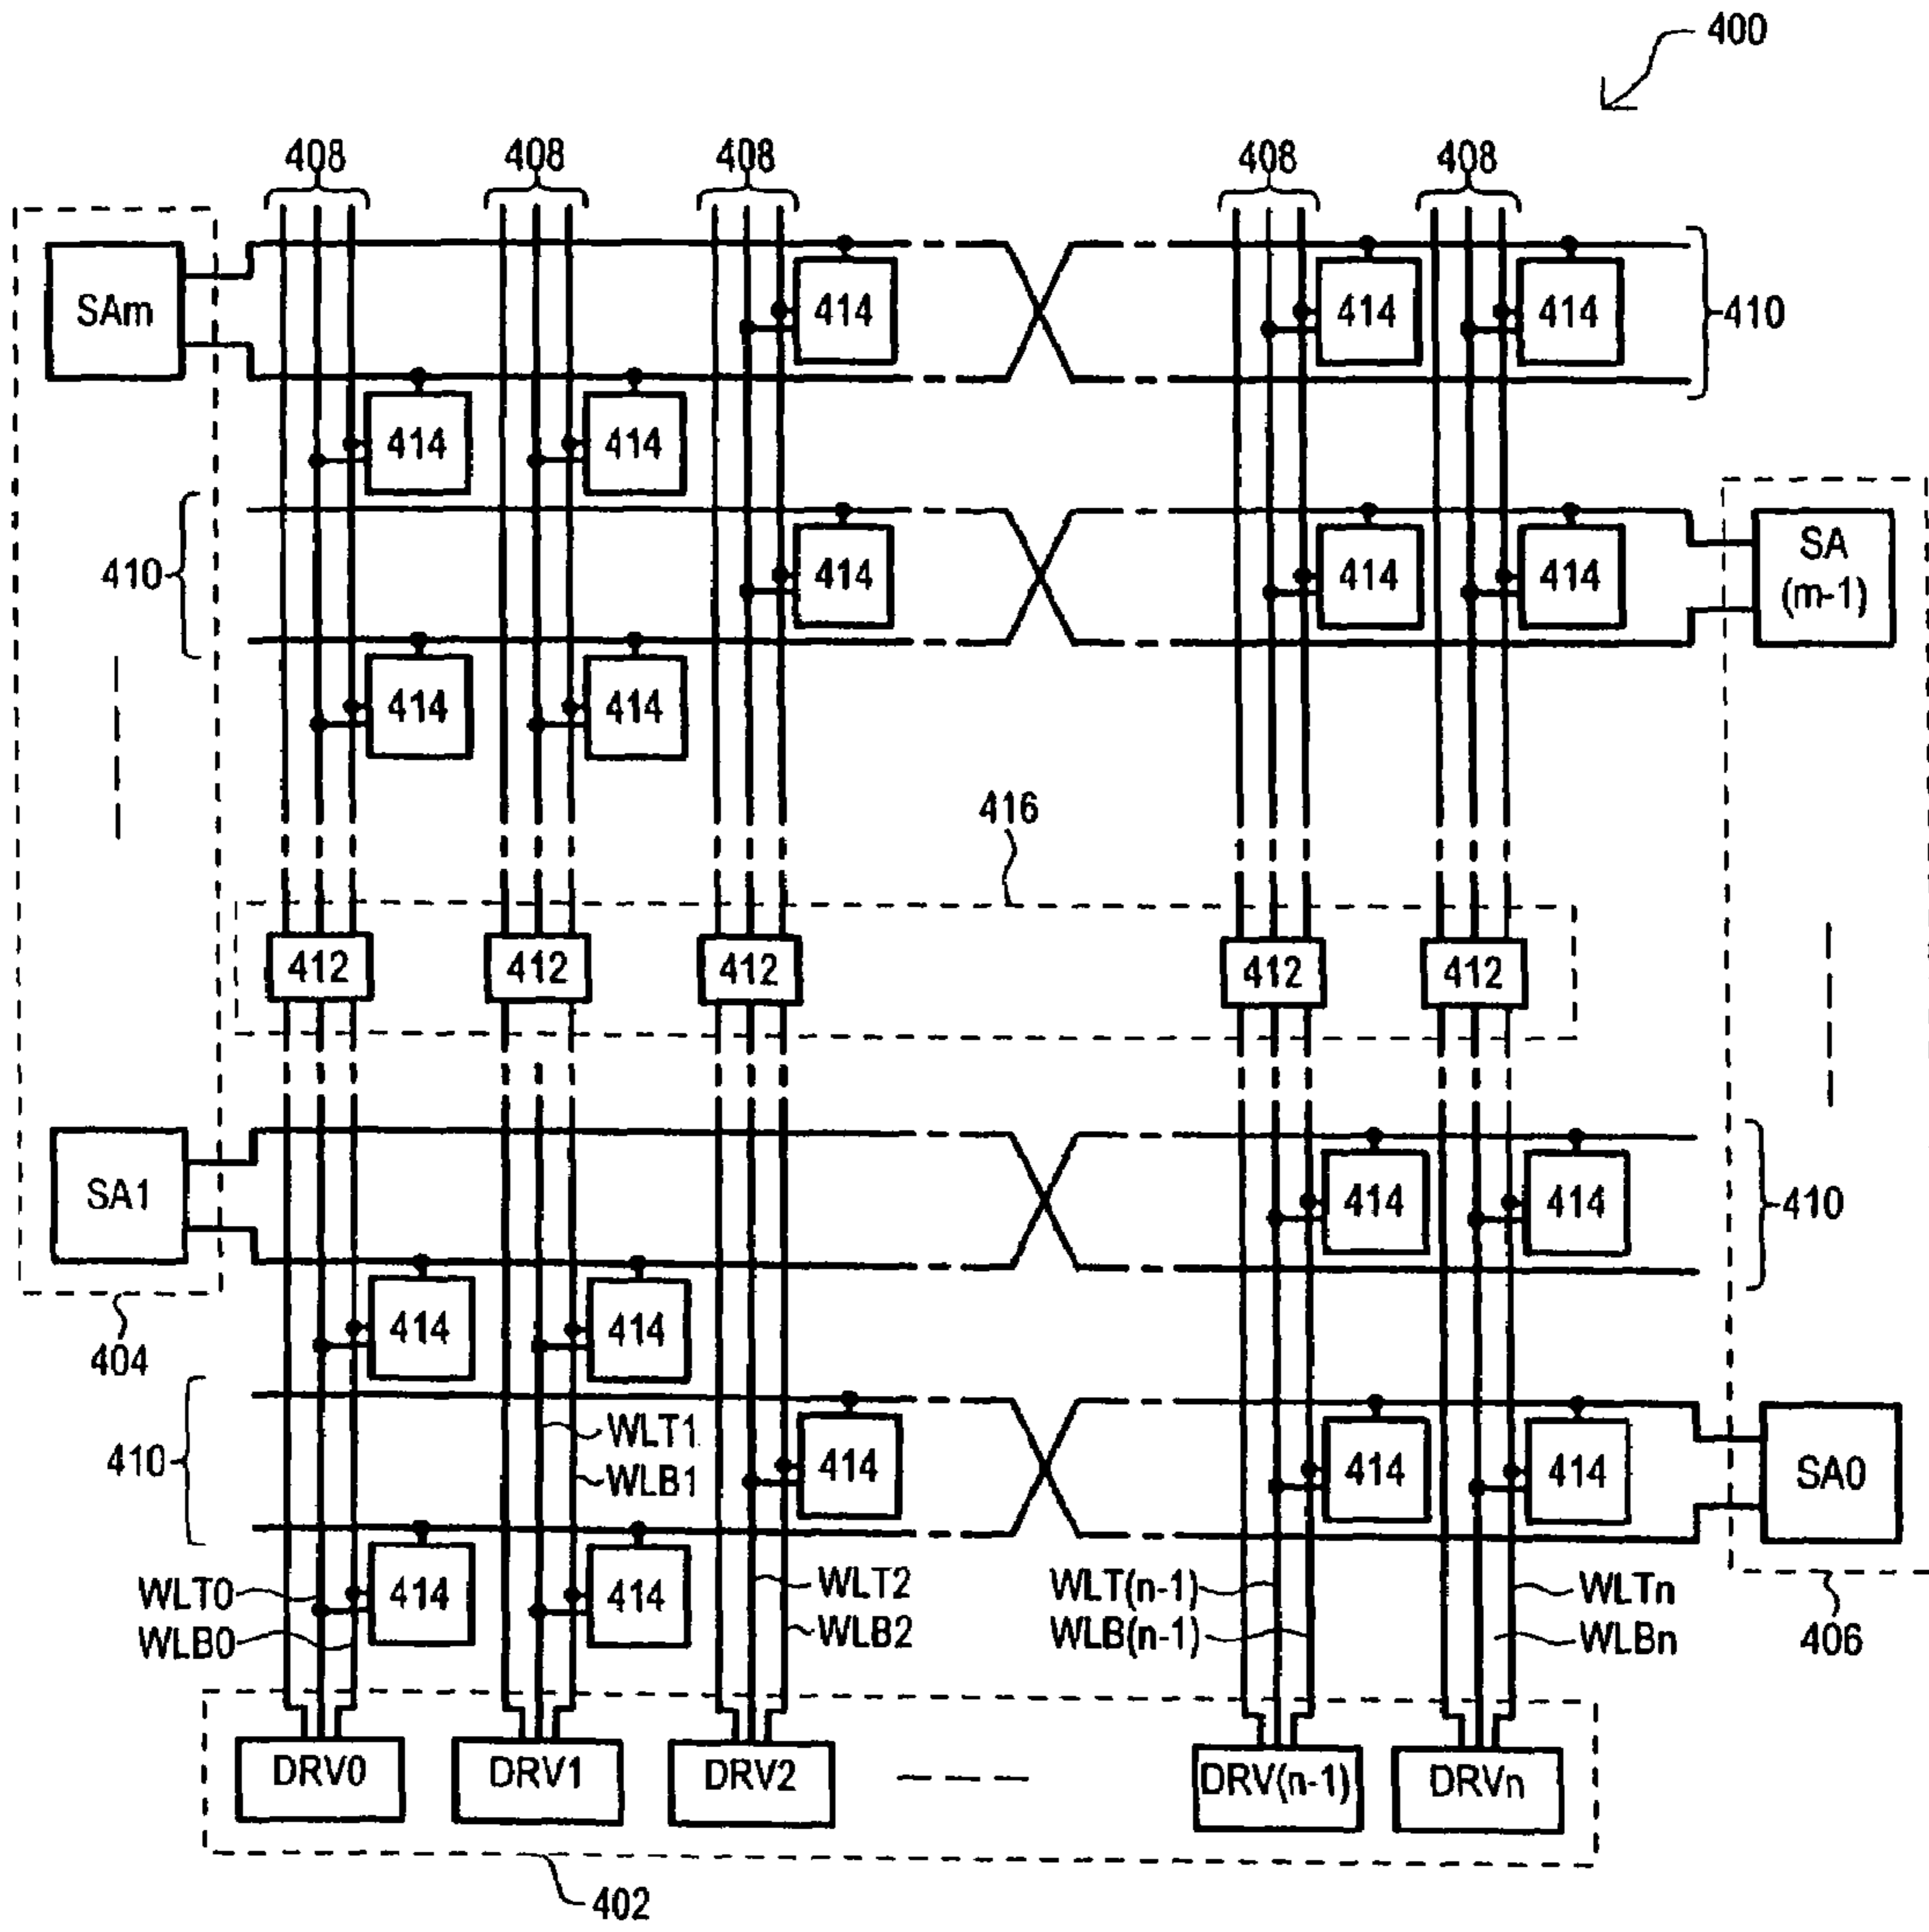 400
408 408 408 408 408
SAm 414 414 414 410
414 414
410 414 414 414 SA
(m-1)
414 414
416
412 412 412 412 412
SA1 414 414 410
404 414 414
410 WLT1 414 414 414 SA0
WLB1
WLT0 414 414 WLT2 WLT(n-1) WLTn
WLB0 WLB2 WLB(n-1) WLBn 406
DRV0 DRV1 DRV2 DRV(n-1) DRVn
402